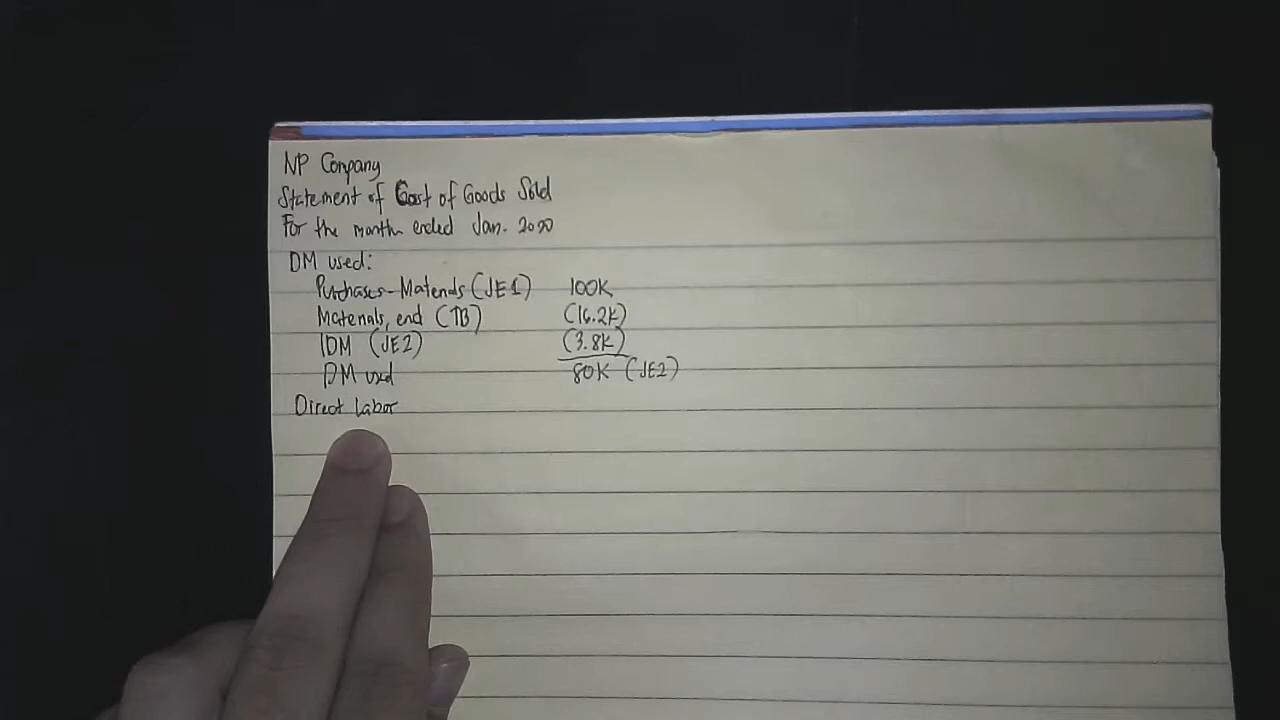 NP Company
Statement of Cost of Goods Sold
For the month ended Jan. 2020
DM used:
Purchases-Materials (JE1) 100K
Materials, end (TB) (16.2K)
IDM (JE2) (3.8K)
DM used 80K (JE2)
Direct labor